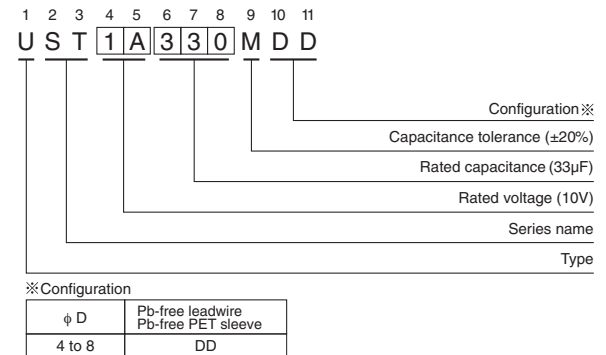 1 2 3 4 5 6 7 8 9 10 11
U S T 1 A 3 3 0 M D D
Configuration※
Capacitance tolerance (±20%)
Rated capacitance (33µF)
Rated voltage (10V)
Series name
Type
※Configuration
ϕ D
Pb-free leadwire
Pb-free PET sleeve
4 to 8
DD